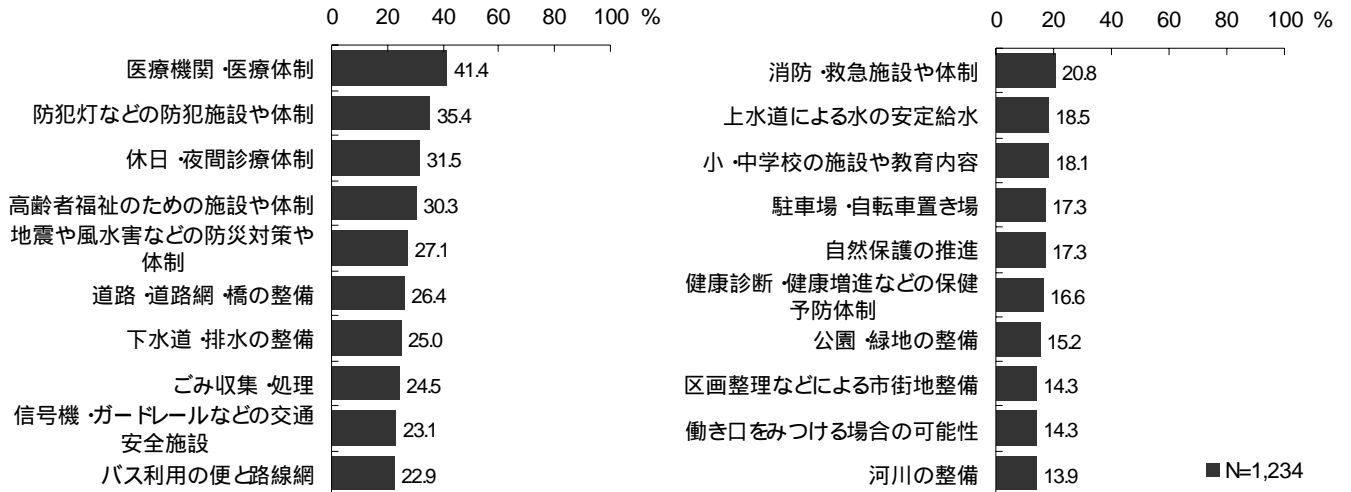 0 20 40 60 80 100 %
医療機関・医療体制 41.4
防犯灯などの防犯施設や体制 35.4
休日・夜間診療体制 31.5
高齢者福祉のための施設や体制 30.3
地震や風水害などの防災対策や
体制 27.1
道路・道路網・橋の整備 26.4
下水道・排水の整備 25.0
ごみ収集・処理 24.5
信号機・ガードレールなどの交通
安全施設 23.1
バス利用の便と路線網 22.9
0 20 40 60 80 100 %
消防・救急施設や体制 20.8
上水道による水の安定給水 18.5
小・中学校の施設や教育内容 18.1
駐車場・自転車置き場 17.3
自然保護の推進 17.3
健康診断・健康増進などの保健
予防体制 16.6
公園・緑地の整備 15.2
区画整理などによる市街地整備 14.3
働き口をみつける場合の可能性 14.3
河川の整備 13.9
N=1,234